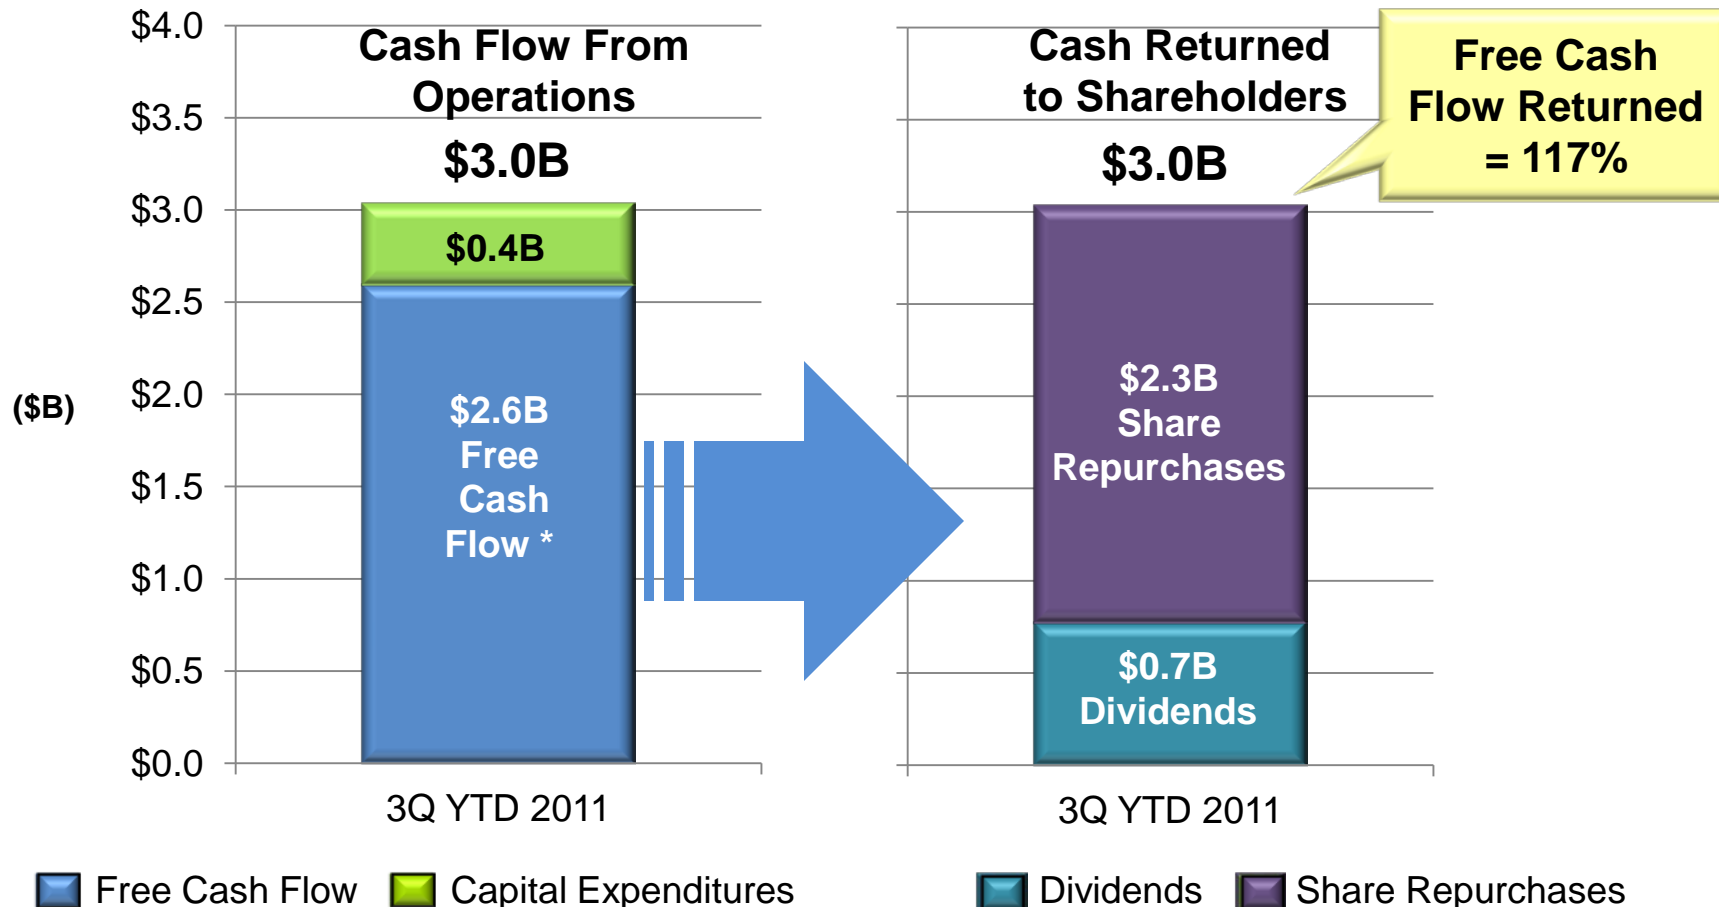 Cash Flow From
Operations
$3.0B
Cash Returned
to Shareholders
$3.0B
Free Cash
Flow Returned
= 117%
$4.0
$3.5
$3.0
$2.5
$2.0
$1.5
$1.0
$0.5
$0.0
($B)
$0.4B
$2.6B
Free
Cash
Flow *
$2.3B
Share
Repurchases
$0.7B
Dividends
3Q YTD 2011
3Q YTD 2011
Free Cash Flow
Capital Expenditures
Dividends
Share Repurchases